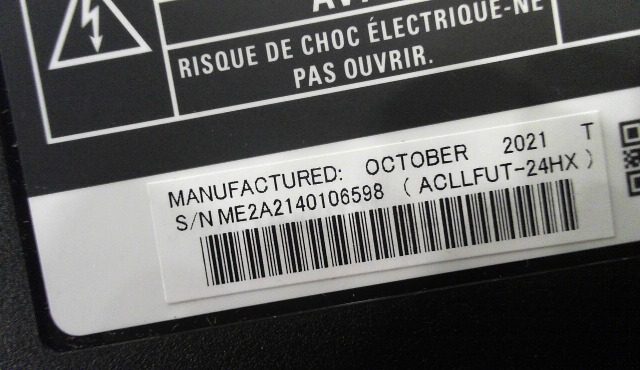 RISQUE DE CHOC ÉLECTRIQUE-NE
PAS OUVRIR.
MANUFACTURED: OCTOBER 2021 T
S/N ME2A2140106598 (ACLLFUT-24HX)